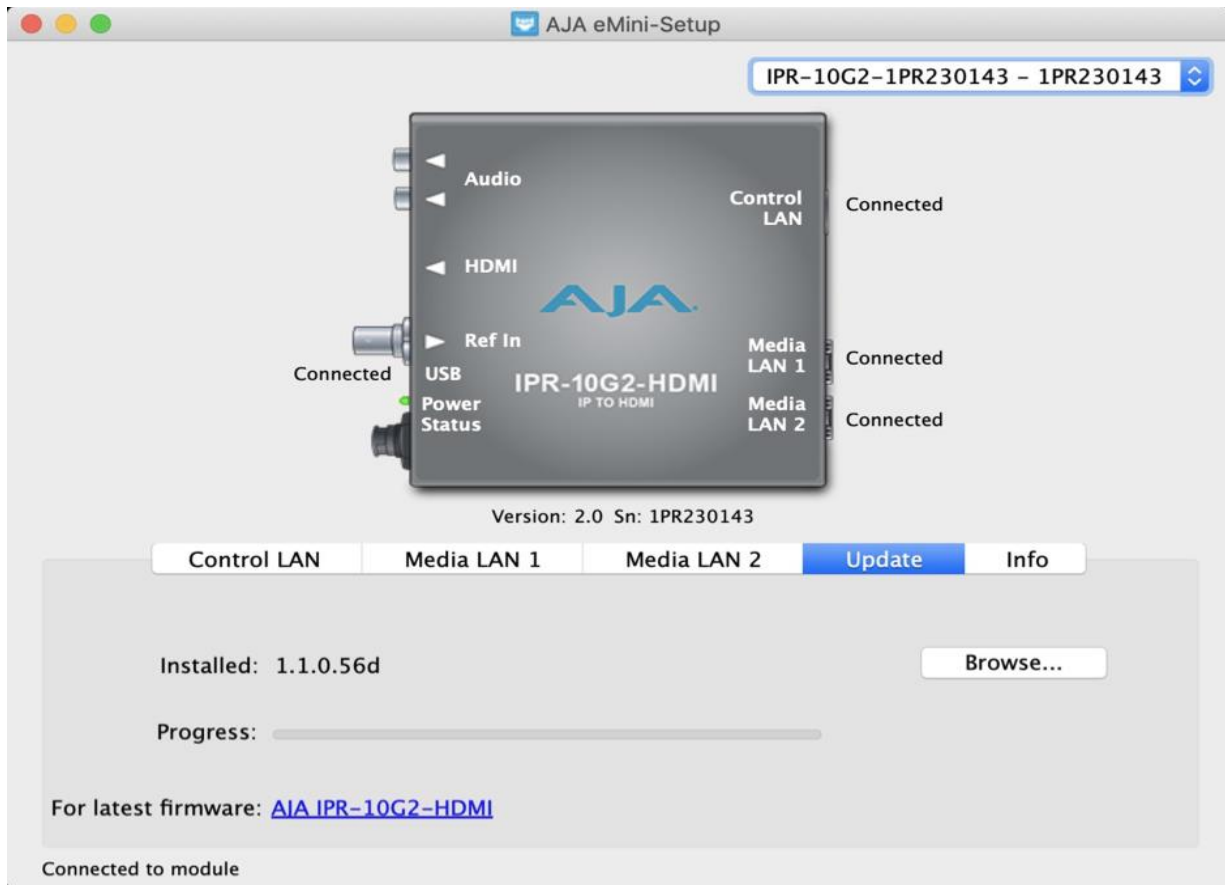 AJA eMini-Setup
IPR-10G2-1PR230143 - 1PR230143
Audio
Control
LAN
Connected
HDMI
AJA
Ref In
Connected
USB
Media
LAN 1
Connected
IPR-10G2-HDMI
IP TO HDMI
Power
Status
Media
LAN 2
Connected
Version: 2.0 Sn: 1PR230143
Control LAN
Media LAN 1
Media LAN 2
Update
Info
Installed: 1.1.0.56d
Browse...
Progress:
For latest firmware: AJA IPR-10G2-HDMI
Connected to module